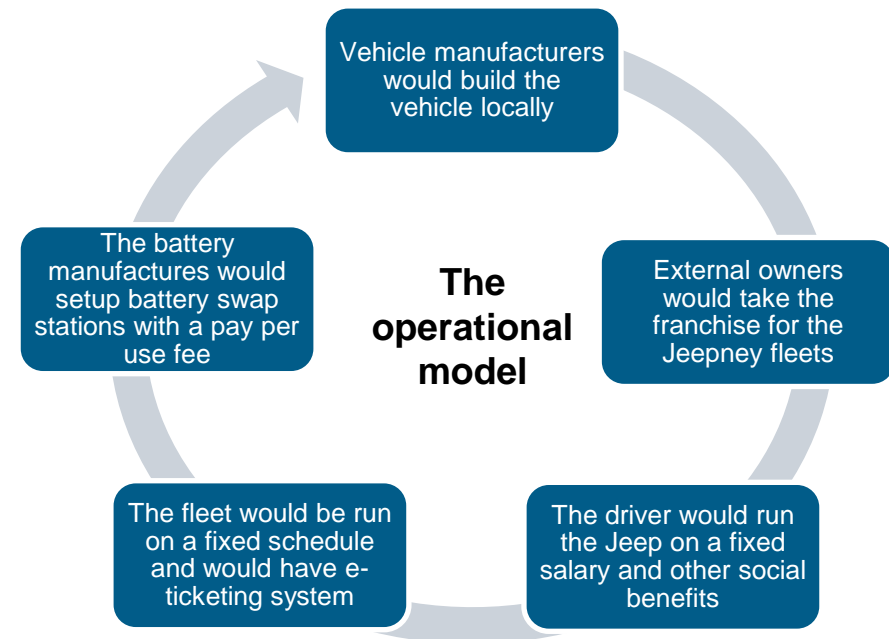 Vehicle manufacturers
would build the
vehicle locally
External owners
would take the
franchise for the
Jeepney fleets
The driver would run
the Jeep on a fixed
salary and other social
benefits
The fleet would be run
on a fixed schedule
and would have e-
ticketing system
The battery
manufactures would
setup battery swap
stations with a pay per
use fee
The
operational
model